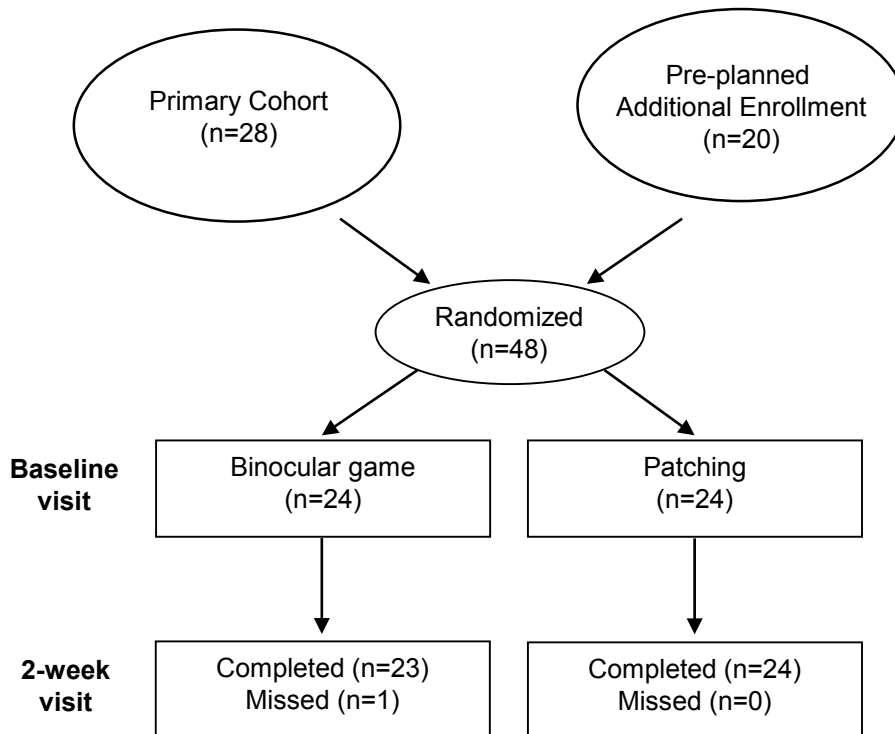 Primary Cohort
(n=28)
Pre-planned
Additional Enrollment
(n=20)
Randomized
(n=48)
Baseline
visit
Binocular game
(n=24)
Patching
(n=24)
2-week
visit
Completed (n=23)
Missed (n=1)
Completed (n=24)
Missed (n=0)